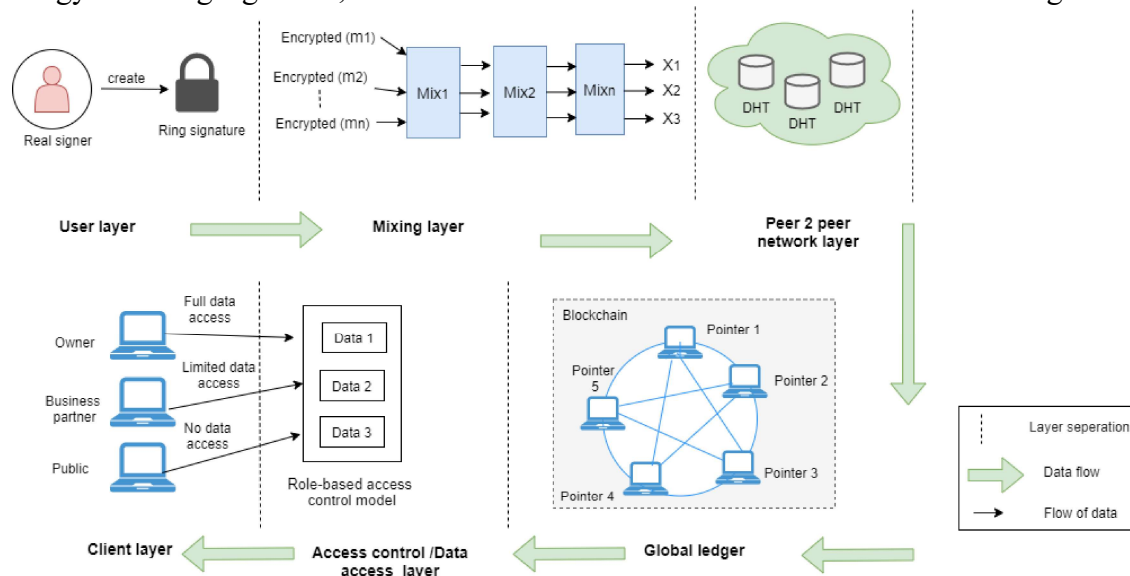 Encrypted (m1)
create
Encrypted (m2)
Encrypted (mn)
Mix1
Mix2
Mixn
X1
X2
X3
Real signer
Ring signature
DHT
DHT
DHT
User layer
Mixing layer
Peer 2 peer
network layer
Full data
access
Owner
Limited data
access
Business
partner
No data
access
Public
Data 1
Data 2
Data 3
Role-based access
control model
Blockchain
Pointer 1
Pointer 2
Pointer
5
Pointer 3
Pointer 4
Layer seperation
Data flow
Flow of data
Client layer
Access control /Data
access layer
Global ledger